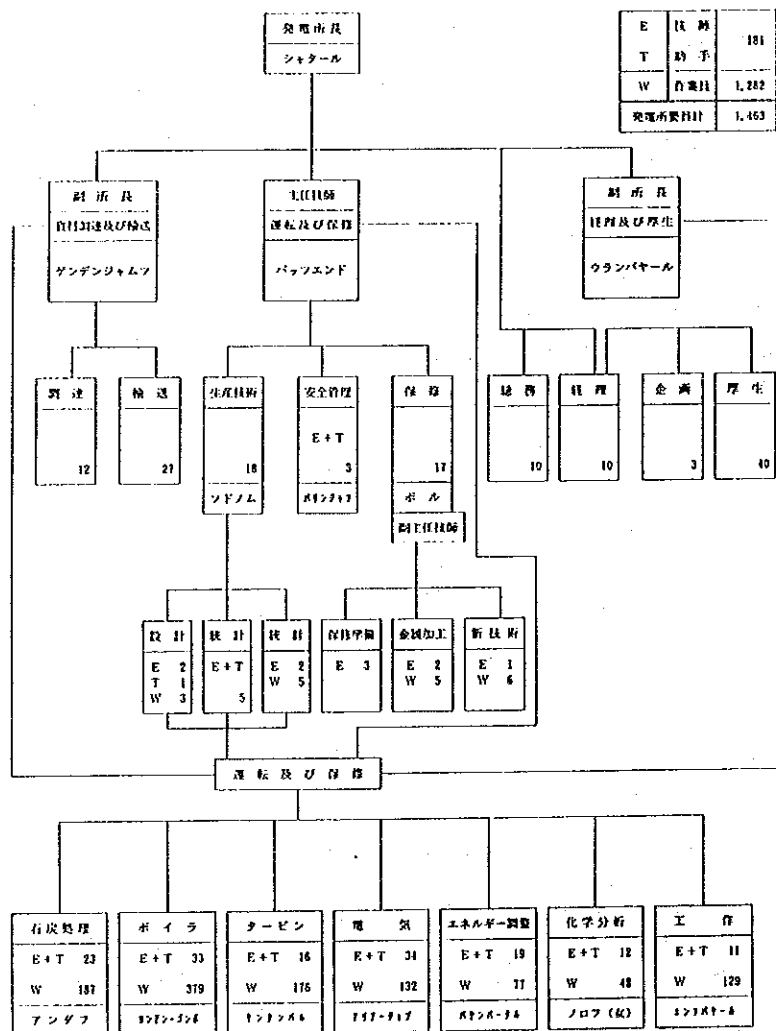 発電所長
シャタール
E 技師 181
T 助手
W 作業員 1,282
発電所要員計 1,463
副所長
資材調達及び輸送
ゲンデンジャムツ
主任技師
運転及び保修
バッツエンド
副所長
経理及び厚生
ウランバヤール
調達
12
輸送
27
生産技術
18
ソドノム
安全管理
E+T
3
保修
17
ボル
副主任技師
総務
10
経理
10
企画
3
厚生
40
設計
E 2
T 1
W 3
統計
E+T
5
E 2
W 5
保修準備
E 3
金属加工
E 2
W 5
新技術
E 1
W 6
運転及び保修
石炭処理
E+T 23
W
アンダフ
ボイラ
E+T 33
W 379
タービン
E+T 16
W 175
電気
E+T 34
W 132
エネルギー調整
E+T 19
W 77
化学分析
E+T 12
W 48
ノロフ(女)
工作
E+T 11
W 129